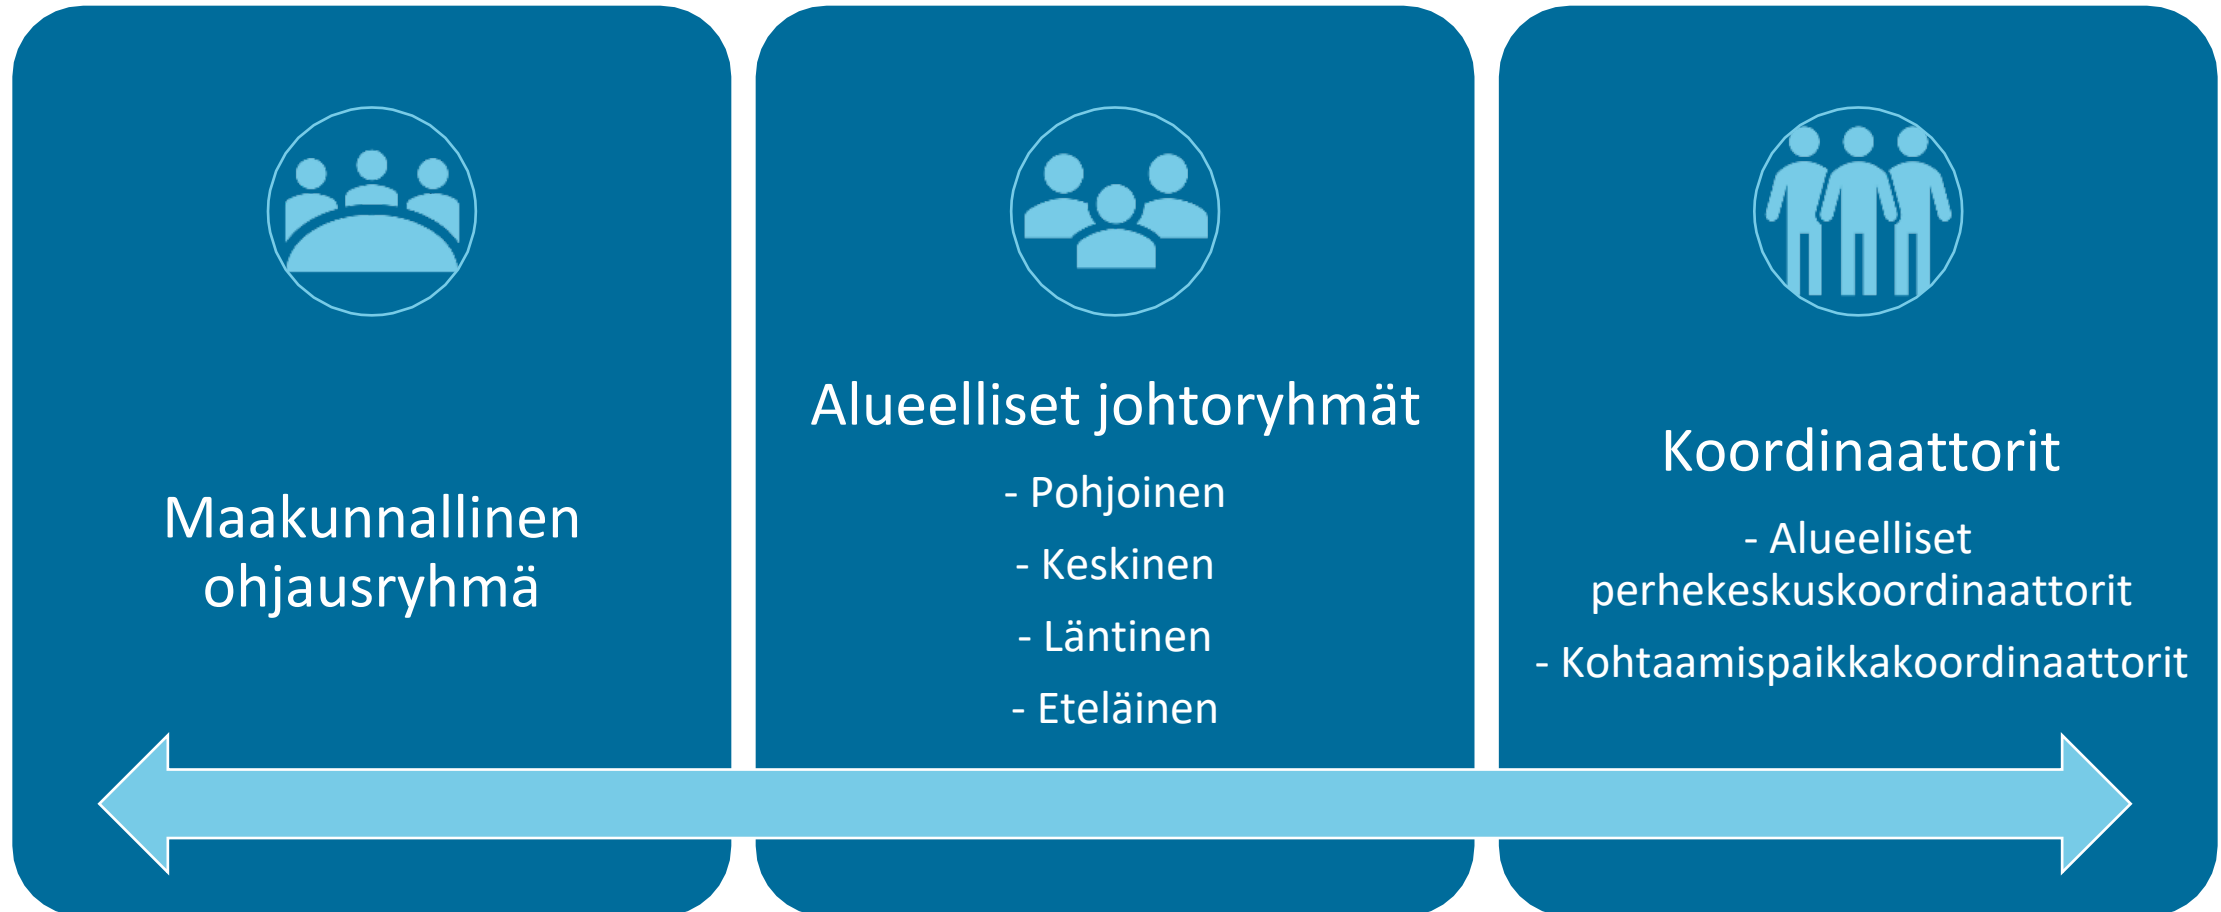 Maakunnallinen
ohjausryhmä
Alueelliset johtoryhmät
- Pohjoinen
- Keskinen
- Läntinen
- Eteläinen
Koordinaattorit
- Alueelliset
perhekeskuskoordinaattorit
- Kohtaamispaikkakoordinaattorit